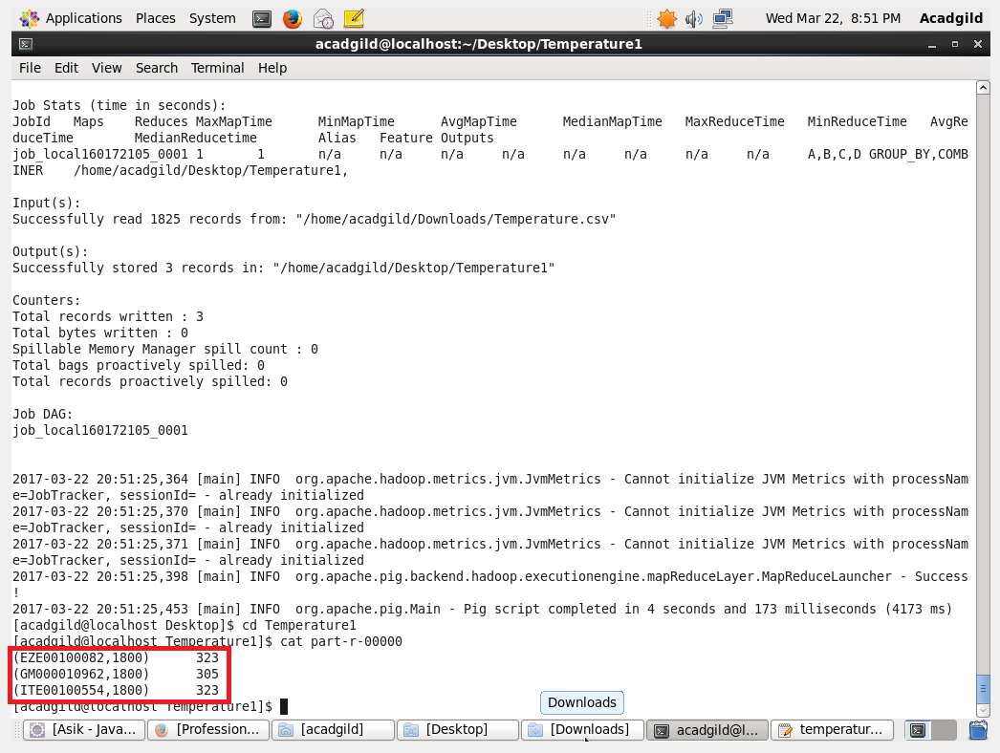 Applications Places System Wed Mar 22, 8:51 PM Acadgild
acadgild@localhost:~/Desktop/Temperature1
File Edit View Search Terminal Help
Job Stats (time in seconds):
JobId Maps Reduces MaxMapTime MinMapTime AvgMapTime MedianMapTime MaxReduceTime MinReduceTime AvgRe
duceTime MedianReducetime Alias Feature Outputs
job_local160172105_0001 1 1 n/a n/a n/a n/a n/a n/a n/a n/a A,B,C,D GROUP_BY,COMB
INER /home/acadgild/Desktop/Temperature1,
Input(s):
Successfully read 1825 records from: "/home/acadgild/Downloads/Temperature.csv"
Output(s):
Successfully stored 3 records in: "/home/acadgild/Desktop/Temperature1"
Counters:
Total records written : 3
Total bytes written : 0
Spillable Memory Manager spill count : 0
Total bags proactively spilled: 0
Total records proactively spilled: 0
Job DAG:
job_local160172105_0001
2017-03-22 20:51:25,364 [main] INFO org.apache.hadoop.metrics.jvm.JvmMetrics - Cannot initialize JVM Metrics with processNam
e=JobTracker, sessionId= - already initialized
2017-03-22 20:51:25,370 [main] INFO org.apache.hadoop.metrics.jvm.JvmMetrics - Cannot initialize JVM Metrics with processNam
e=JobTracker, sessionId= - already initialized
2017-03-22 20:51:25,371 [main] INFO org.apache.hadoop.metrics.jvm.JvmMetrics - Cannot initialize JVM Metrics with processNam
e=JobTracker, sessionId= - already initialized
2017-03-22 20:51:25,398 [main] INFO org.apache.pig.backend.hadoop.executionengine.mapReduceLayer.MapReduceLauncher - Success
!
2017-03-22 20:51:25,453 [main] INFO org.apache.pig.Main - Pig script completed in 4 seconds and 173 milliseconds (4173 ms)
[acadgild@localhost Desktop]$ cd Temperature1
[acadgild@localhost Temperature1]$ cat part-r-00000
(EZE00100082,1800) 323
(GM000010962,1800) 305
(ITE00100554,1800) 323
[acadgild@localhost Temperature1]$
Downloads
[Asik - Java... [Profession... [acadgild] [Desktop] [Downloads] acadgild@l... temperatur...